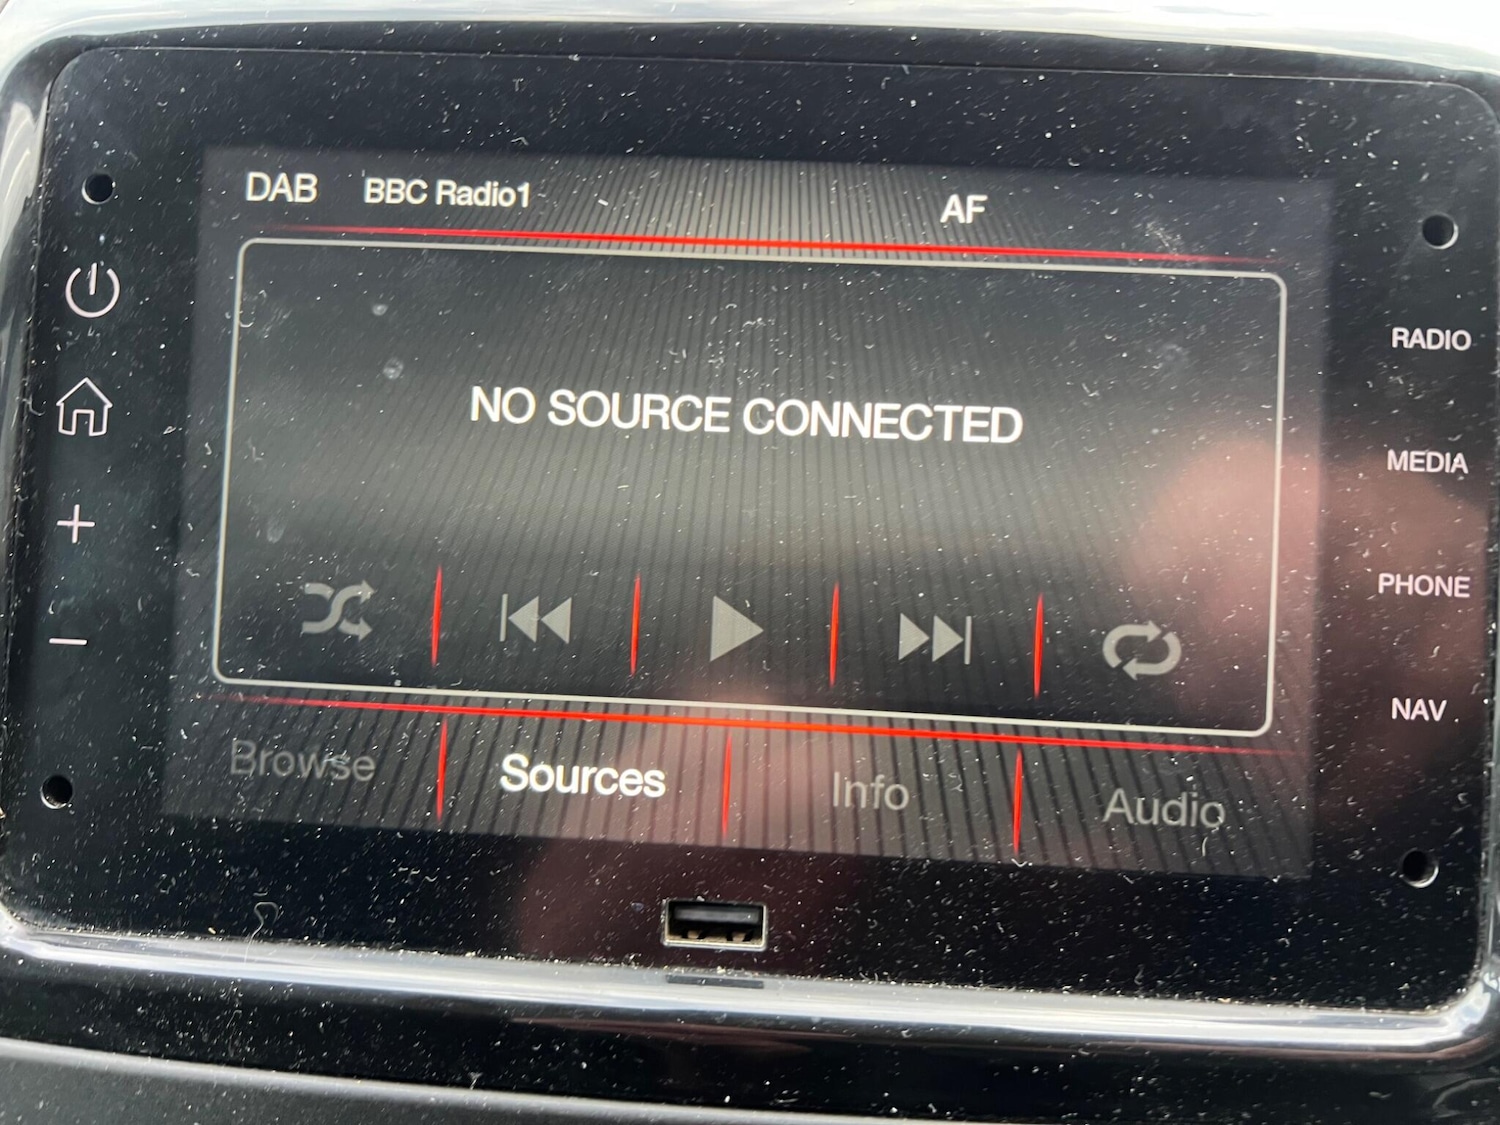 DAB BBC Radio1 AF
NO SOURCE CONNECTED
Browse Sources Info Audio
RADIO
MEDIA
PHONE
NAV